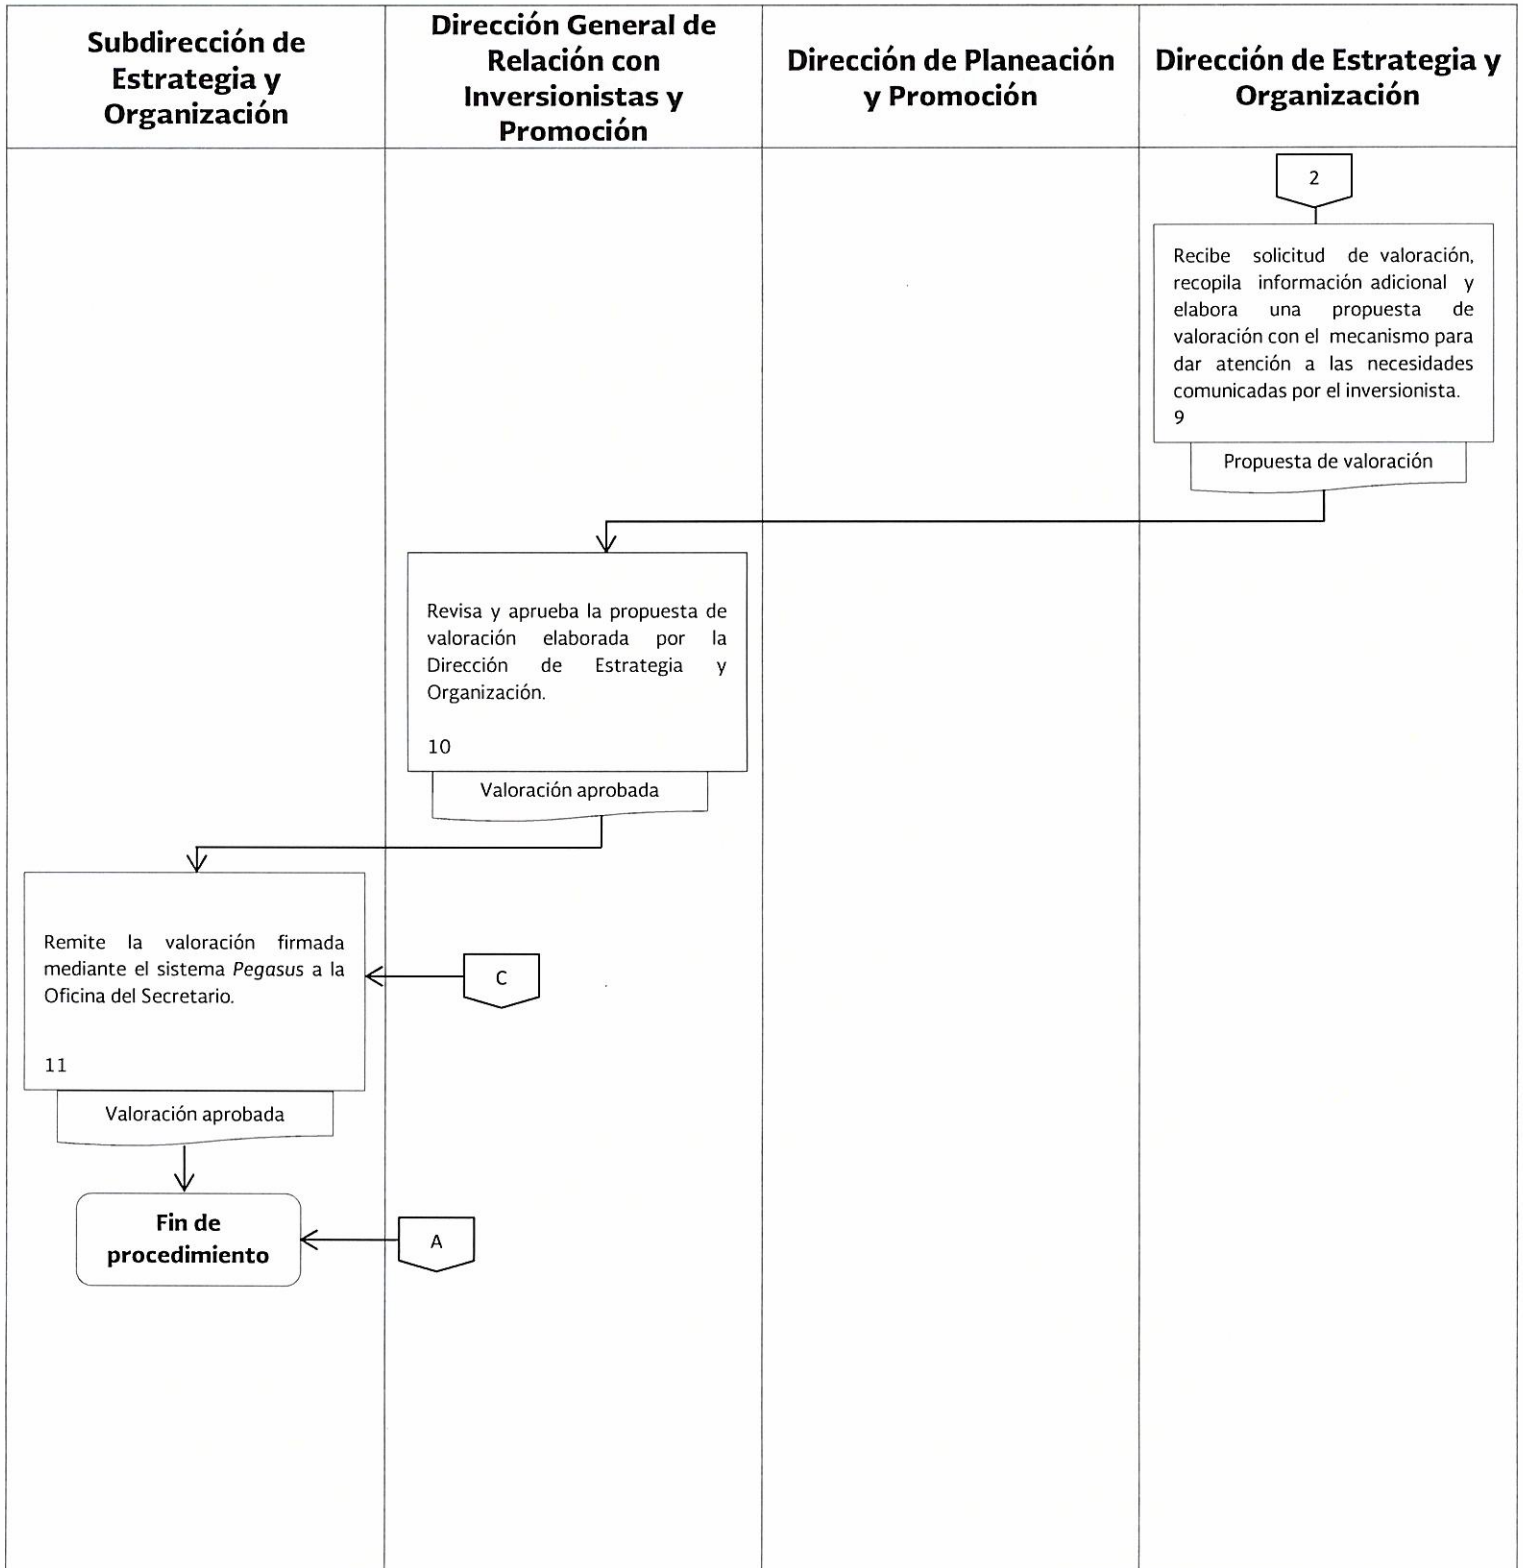 Subdirección de
Estrategia y
Organización
Dirección General de
Relación con
Inversionistas y
Promoción
Dirección de Planeación
y Promoción
Dirección de Estrategia y
Organización
2
Recibe solicitud de valoración,
recopila información adicional y
elabora una propuesta de
valoración con el mecanismo para
dar atención a las necesidades
comunicadas por el inversionista.
9
Propuesta de valoración
Revisa y aprueba la propuesta de
valoración elaborada por la
Dirección de Estrategia y
Organización.
10
Valoración aprobada
Remite la valoración firmada
mediante el sistema Pegasus a la
Oficina del Secretario.
11
C
Valoración aprobada
Fin de
procedimiento
A